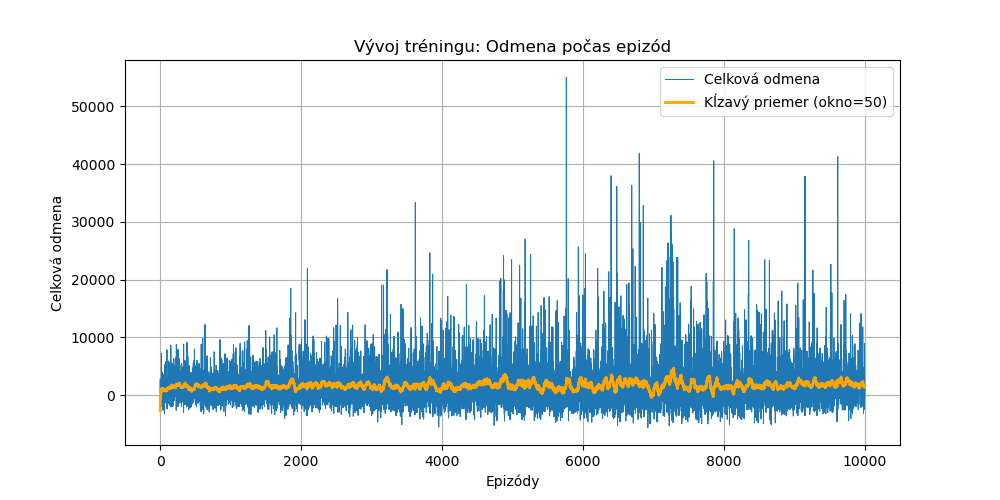 Vývoj tréningu: Odmena počas epizód
Celková odmena
Kĺzavý priemer (okno=50)
50000
40000
30000
20000
10000
0
Celková odmena
0 2000 4000 6000 8000 10000
Epizódy